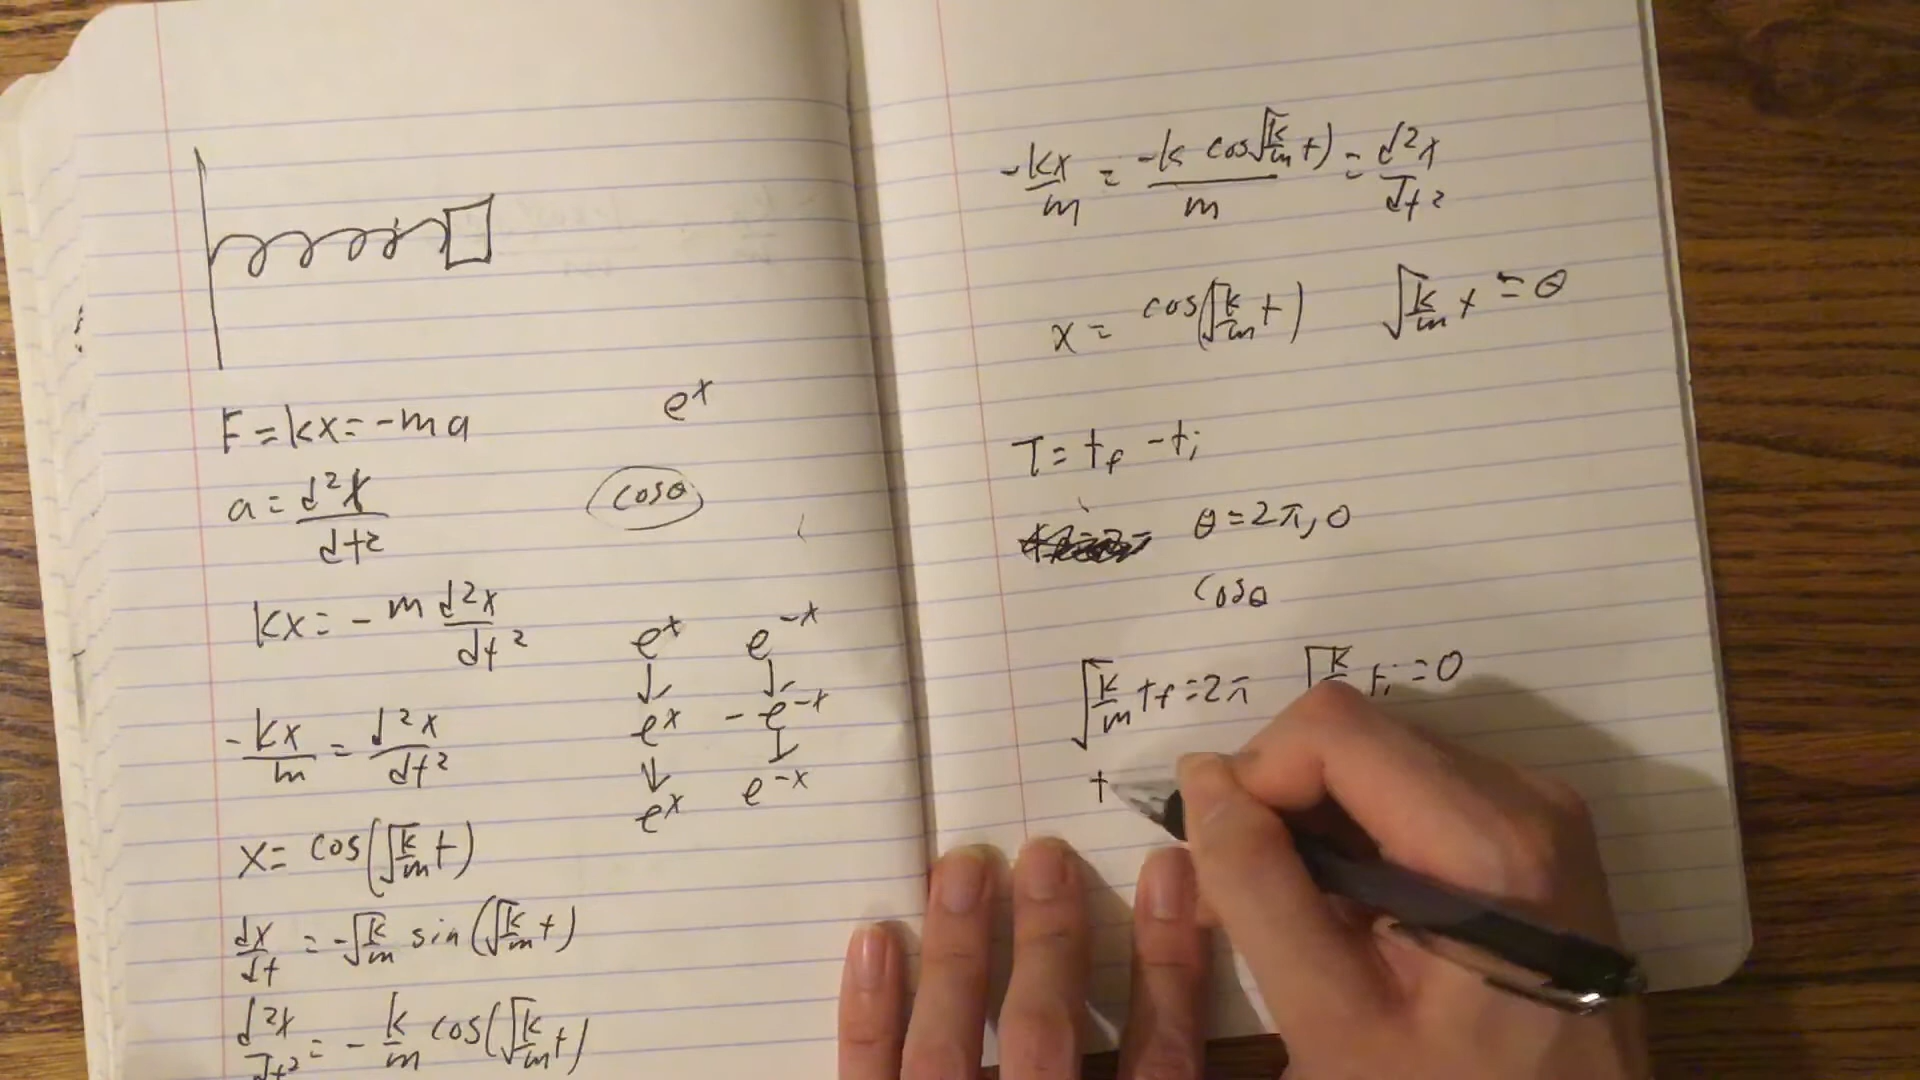 F = kx = -ma
e^x
a = d²x/dt²
cosθ
kx = -m d²x/dt²
e^x e^-x
↓ ↓
e^x -e^-x
↓ ↓
e^x e^-x
-kx/m = d²x/dt²
x = cos(√(k/m) t)
dx/dt = -√(k/m) sin(√(k/m) t)
d²x/dt² = -k/m cos(√(k/m) t)
-kx/m = -k cos√(k/m) t)/m = d²x/dt²
x = cos(√(k/m) t) √(k/m) t = θ
T = t_f - t_i
θ = 2π, 0
cosθ
√(k/m) t_f = 2π √(k/ t_i = 0
t